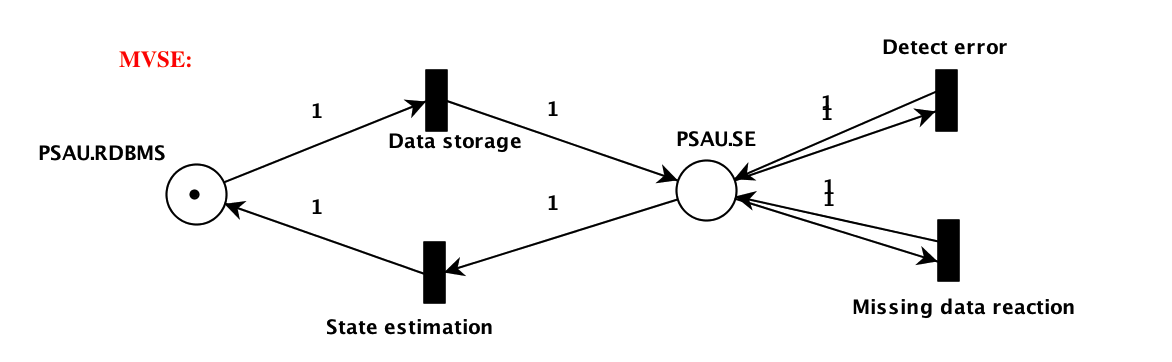 MVSE:
Detect error
1
1
1
1
Data storage
PSAU.SE
PSAU.RDBMS
1
1
1
1
State estimation
Missing data reaction